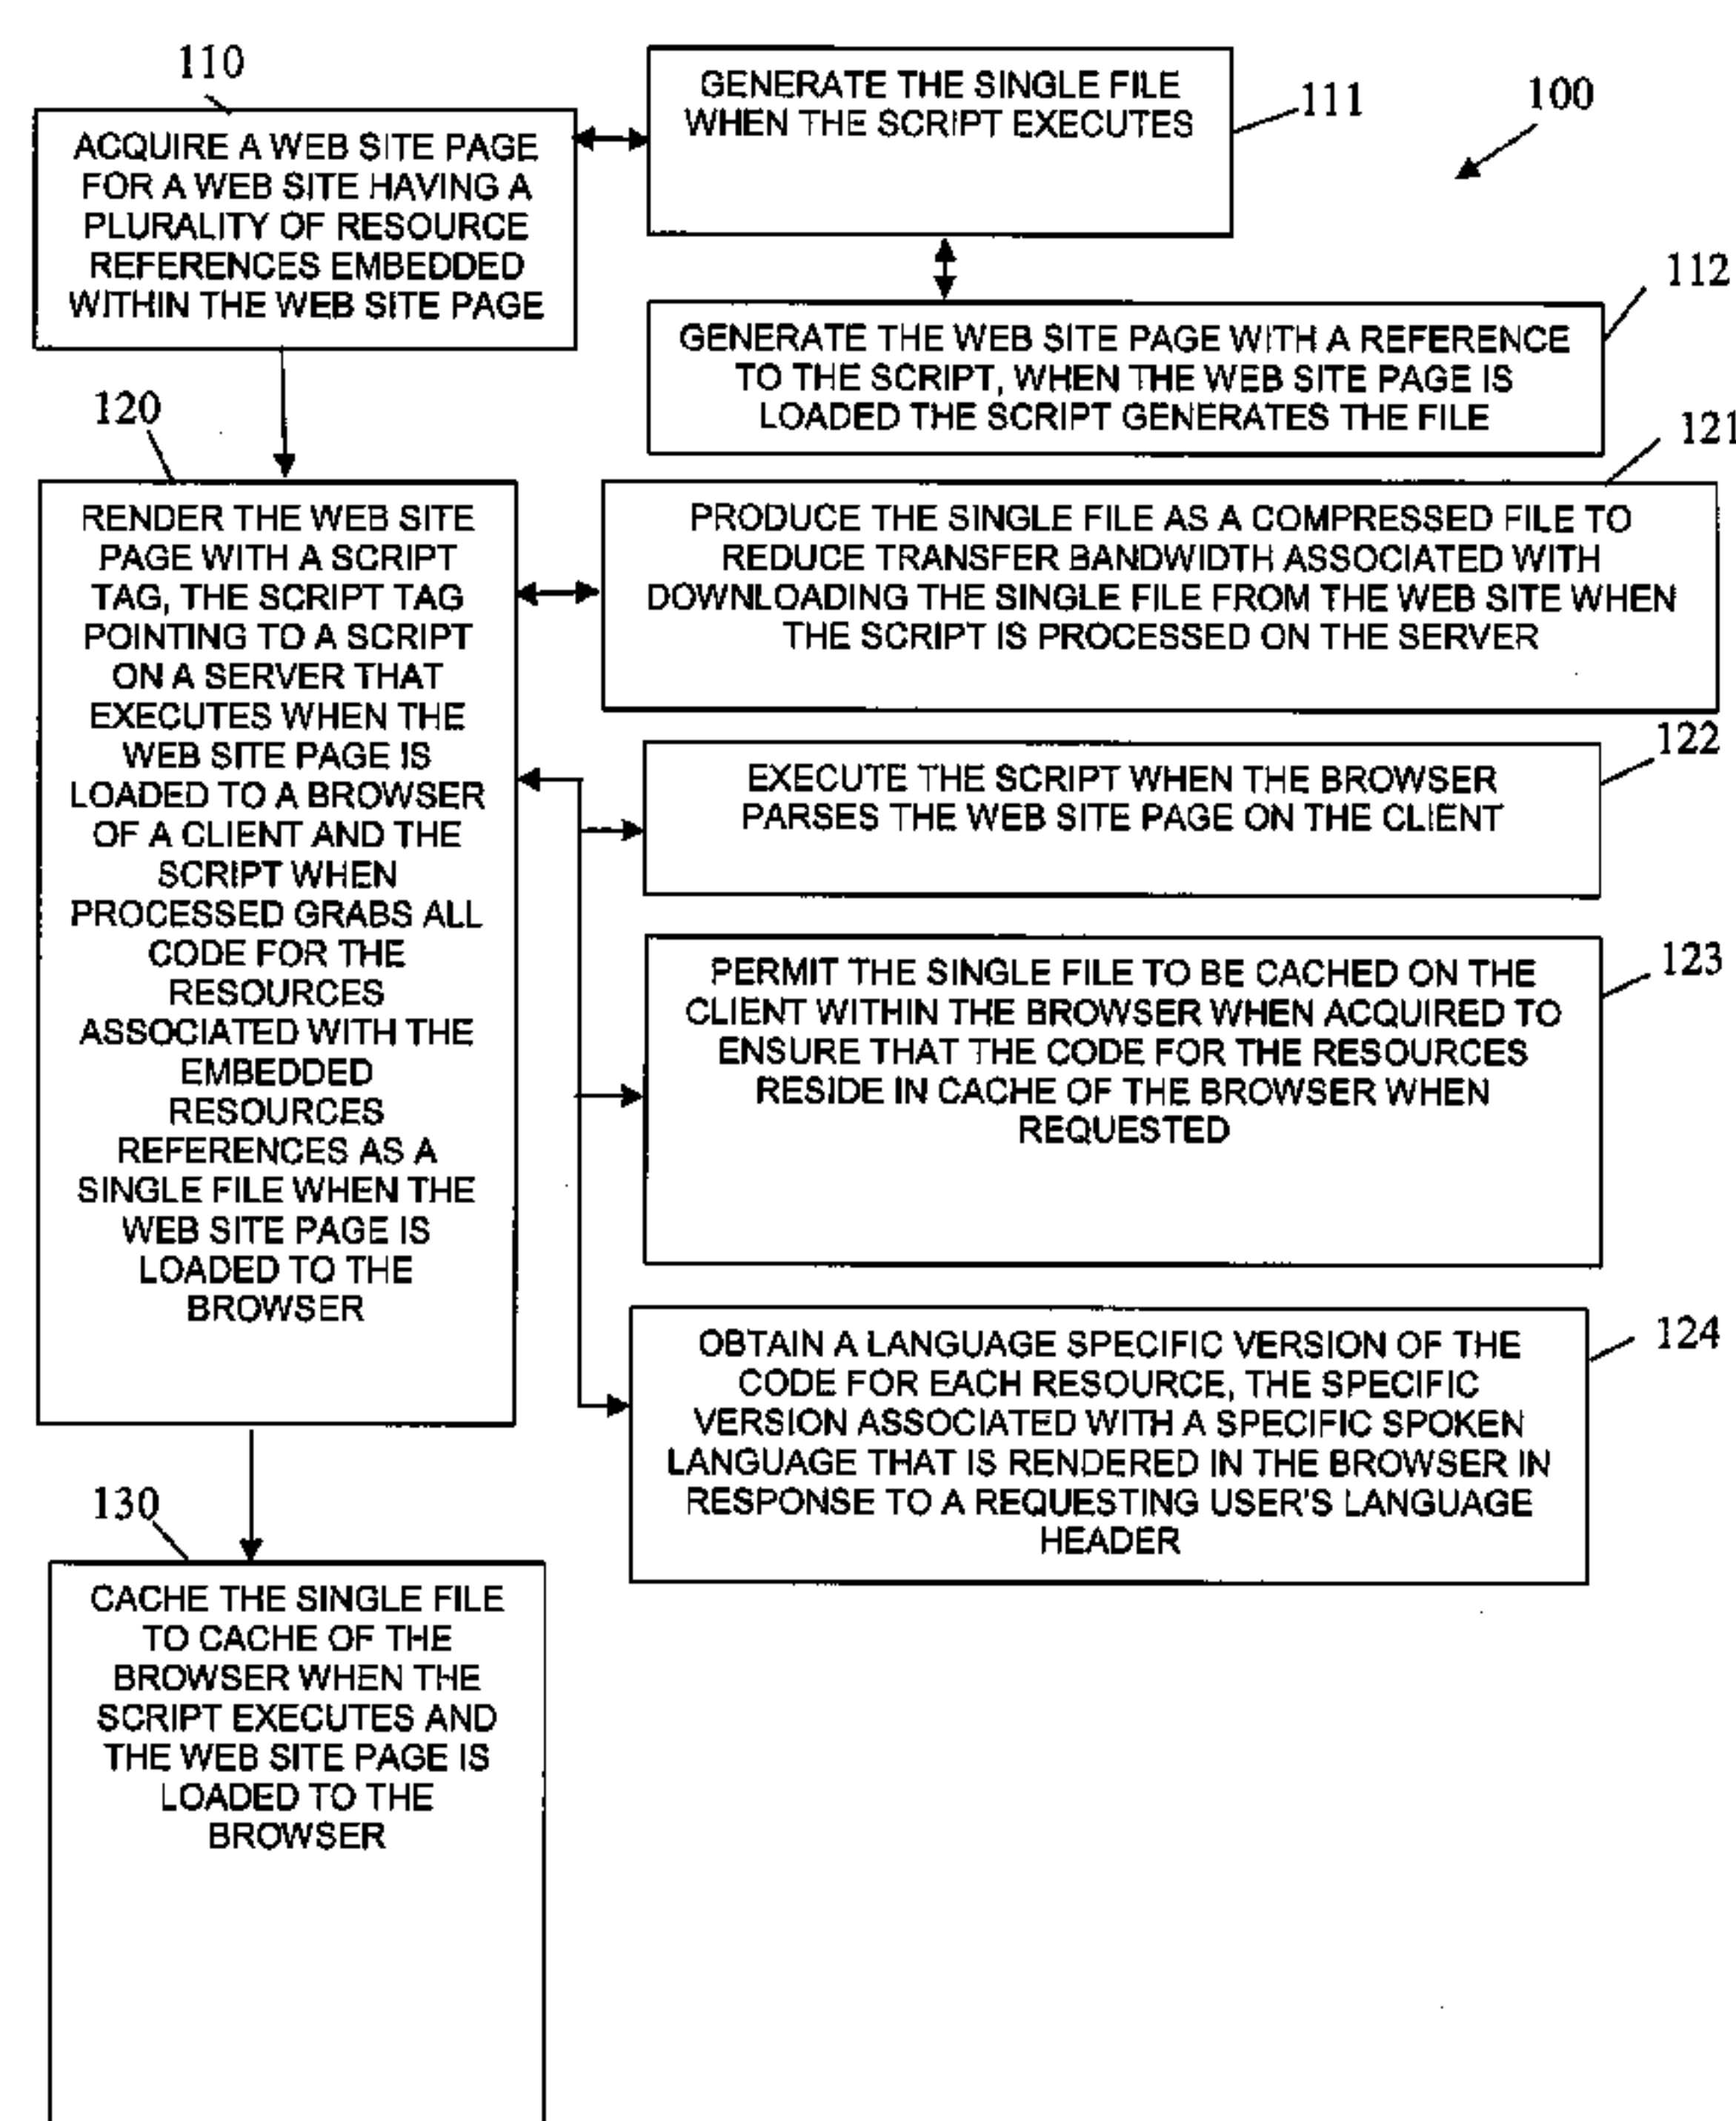 110
ACQUIRE A WEB SITE PAGE
FOR A WEB SITE HAVING A
PLURALITY OF RESOURCE
REFERENCES EMBEDDED
WITHIN THE WEB SITE PAGE
GENERATE THE SINGLE FILE
WHEN THE SCRIPT EXECUTES
111
100
112
GENERATE THE WEB SITE PAGE WITH A REFERENCE
TO THE SCRIPT, WHEN THE WEB SITE PAGE IS
LOADED THE SCRIPT GENERATES THE FILE
120
RENDER THE WEB SITE
PAGE WITH A SCRIPT
TAG, THE SCRIPT TAG
POINTING TO A SCRIPT
ON A SERVER THAT
EXECUTES WHEN THE
WEB SITE PAGE IS
LOADED TO A BROWSER
OF A CLIENT AND THE
SCRIPT WHEN
PROCESSED GRABS ALL
CODE FOR THE
RESOURCES
ASSOCIATED WITH THE
EMBEDDED
RESOURCES
REFERENCES AS A
SINGLE FILE WHEN THE
WEB SITE PAGE IS
LOADED TO THE
BROWSER
121
PRODUCE THE SINGLE FILE AS A COMPRESSED FILE TO
REDUCE TRANSFER BANDWIDTH ASSOCIATED WITH
DOWNLOADING THE SINGLE FILE FROM THE WEB SITE WHEN
THE SCRIPT IS PROCESSED ON THE SERVER
122
EXECUTE THE SCRIPT WHEN THE BROWSER
PARSES THE WEB SITE PAGE ON THE CLIENT
123
PERMIT THE SINGLE FILE TO BE CACHED ON THE
CLIENT WITHIN THE BROWSER WHEN ACQUIRED TO
ENSURE THAT THE CODE FOR THE RESOURCES
RESIDE IN CACHE OF THE BROWSER WHEN
REQUESTED
124
OBTAIN A LANGUAGE SPECIFIC VERSION OF THE
CODE FOR EACH RESOURCE, THE SPECIFIC
VERSION ASSOCIATED WITH A SPECIFIC SPOKEN
LANGUAGE THAT IS RENDERED IN THE BROWSER IN
RESPONSE TO A REQUESTING USER'S LANGUAGE
HEADER
130
CACHE THE SINGLE FILE
TO CACHE OF THE
BROWSER WHEN THE
SCRIPT EXECUTES AND
THE WEB SITE PAGE IS
LOADED TO THE
BROWSER